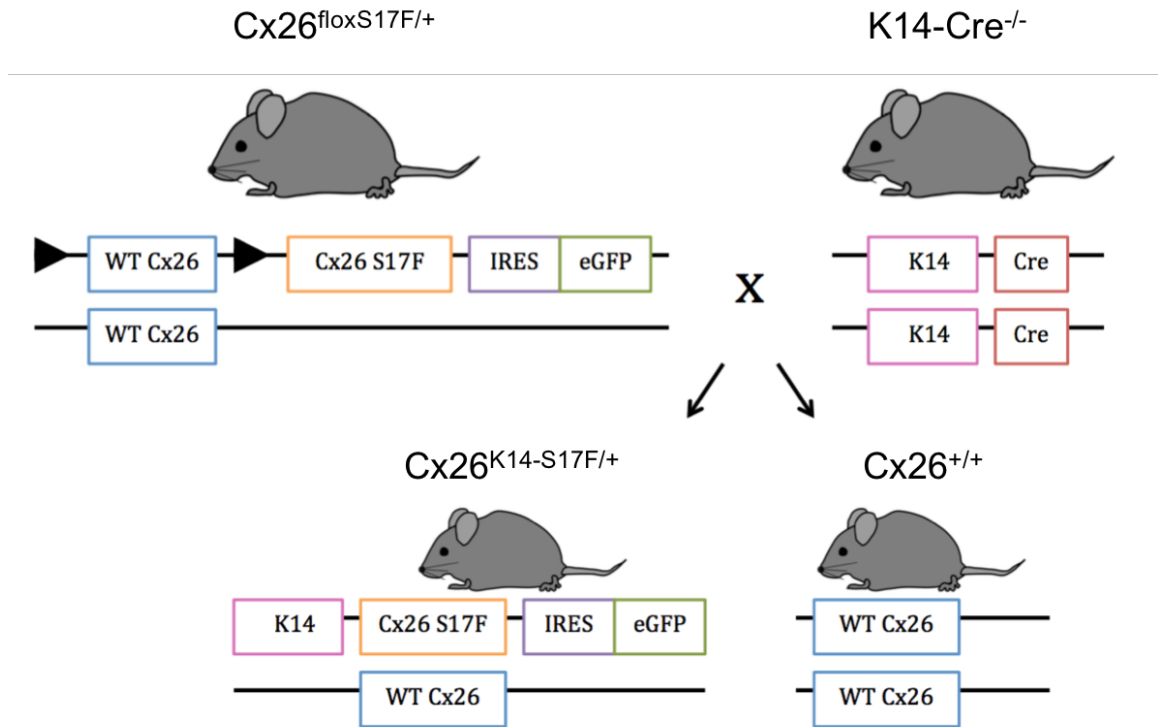 Cx26floxS17F/+ K14-Cre-/-
WT Cx26 Cx26 S17F IRES eGFP K14 Cre
X
WT Cx26 K14 Cre
Cx26K14-S17F/+ Cx26+/+
K14 Cx26 S17F IRES eGFP WT Cx26
WT Cx26 WT Cx26